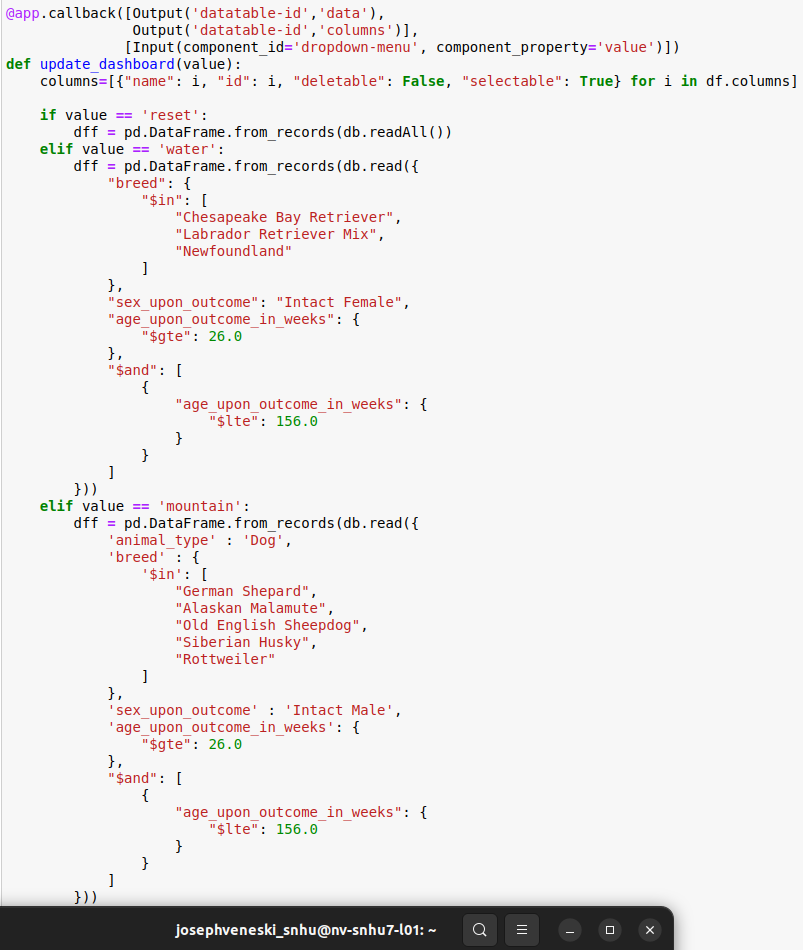 @app.callback([Output('datatable-id','data'),
               Output('datatable-id','columns')],
              [Input(component_id='dropdown-menu', component_property='value')])
def update_dashboard(value):
    columns=[{"name": i, "id": i, "deletable": False, "selectable": True} for i in df.columns]

    if value == 'reset':
        dff = pd.DataFrame.from_records(db.readAll())
    elif value == 'water':
        dff = pd.DataFrame.from_records(db.read({
            "breed": {
                "$in": [
                    "Chesapeake Bay Retriever",
                    "Labrador Retriever Mix",
                    "Newfoundland"
                ]
            },
            "sex_upon_outcome": "Intact Female",
            "age_upon_outcome_in_weeks": {
                "$gte": 26.0
            },
            "$and": [
                {
                    "age_upon_outcome_in_weeks": {
                        "$lte": 156.0
                    }
                }
            ]
        }))
    elif value == 'mountain':
        dff = pd.DataFrame.from_records(db.read({
            'animal_type' : 'Dog',
            'breed' : {
                '$in': [
                    "German Shepard",
                    "Alaskan Malamute",
                    "Old English Sheepdog",
                    "Siberian Husky",
                    "Rottweiler"
                ]
            },
            'sex_upon_outcome' : 'Intact Male',
            'age_upon_outcome_in_weeks': {
                "$gte": 26.0
            },
            "$and": [
                {
                    "age_upon_outcome_in_weeks": {
                        "$lte": 156.0
                    }
                }
            ]
        }))
josephveneski_snhu@nv-snhu7-l01: ~